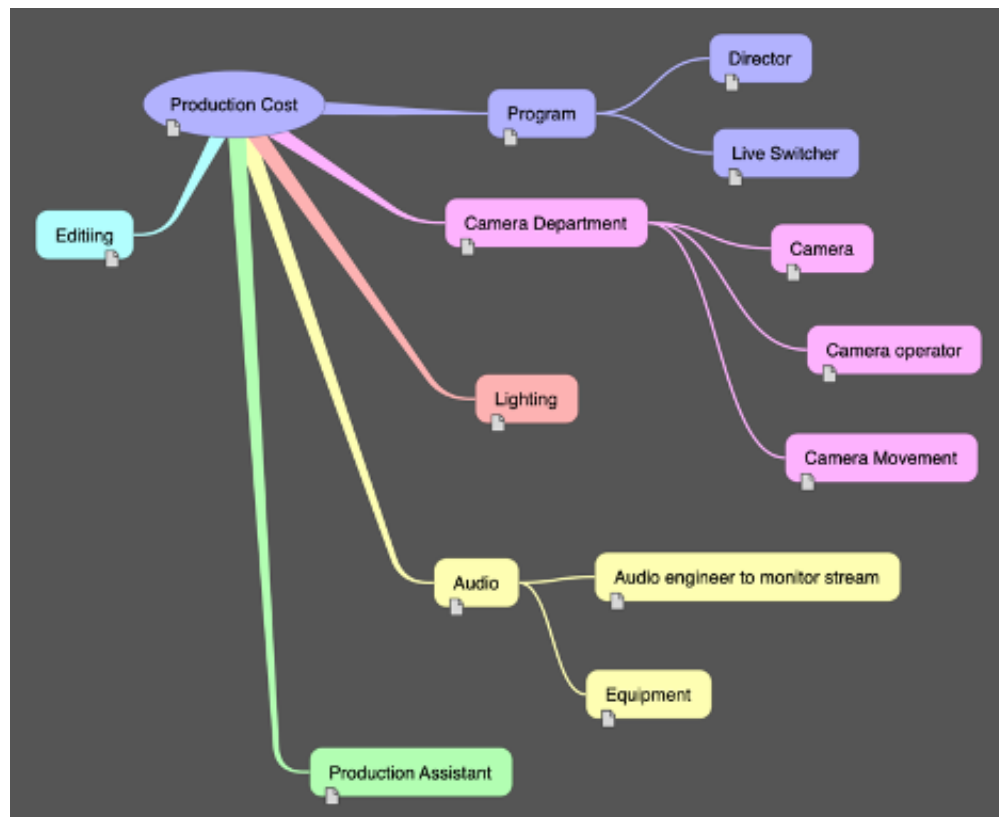 Production Cost
Program
Director
Live Switcher
Editiing
Camera Department
Camera
Camera operator
Camera Movement
Lighting
Audio
Audio engineer to monitor stream
Equipment
Production Assistant